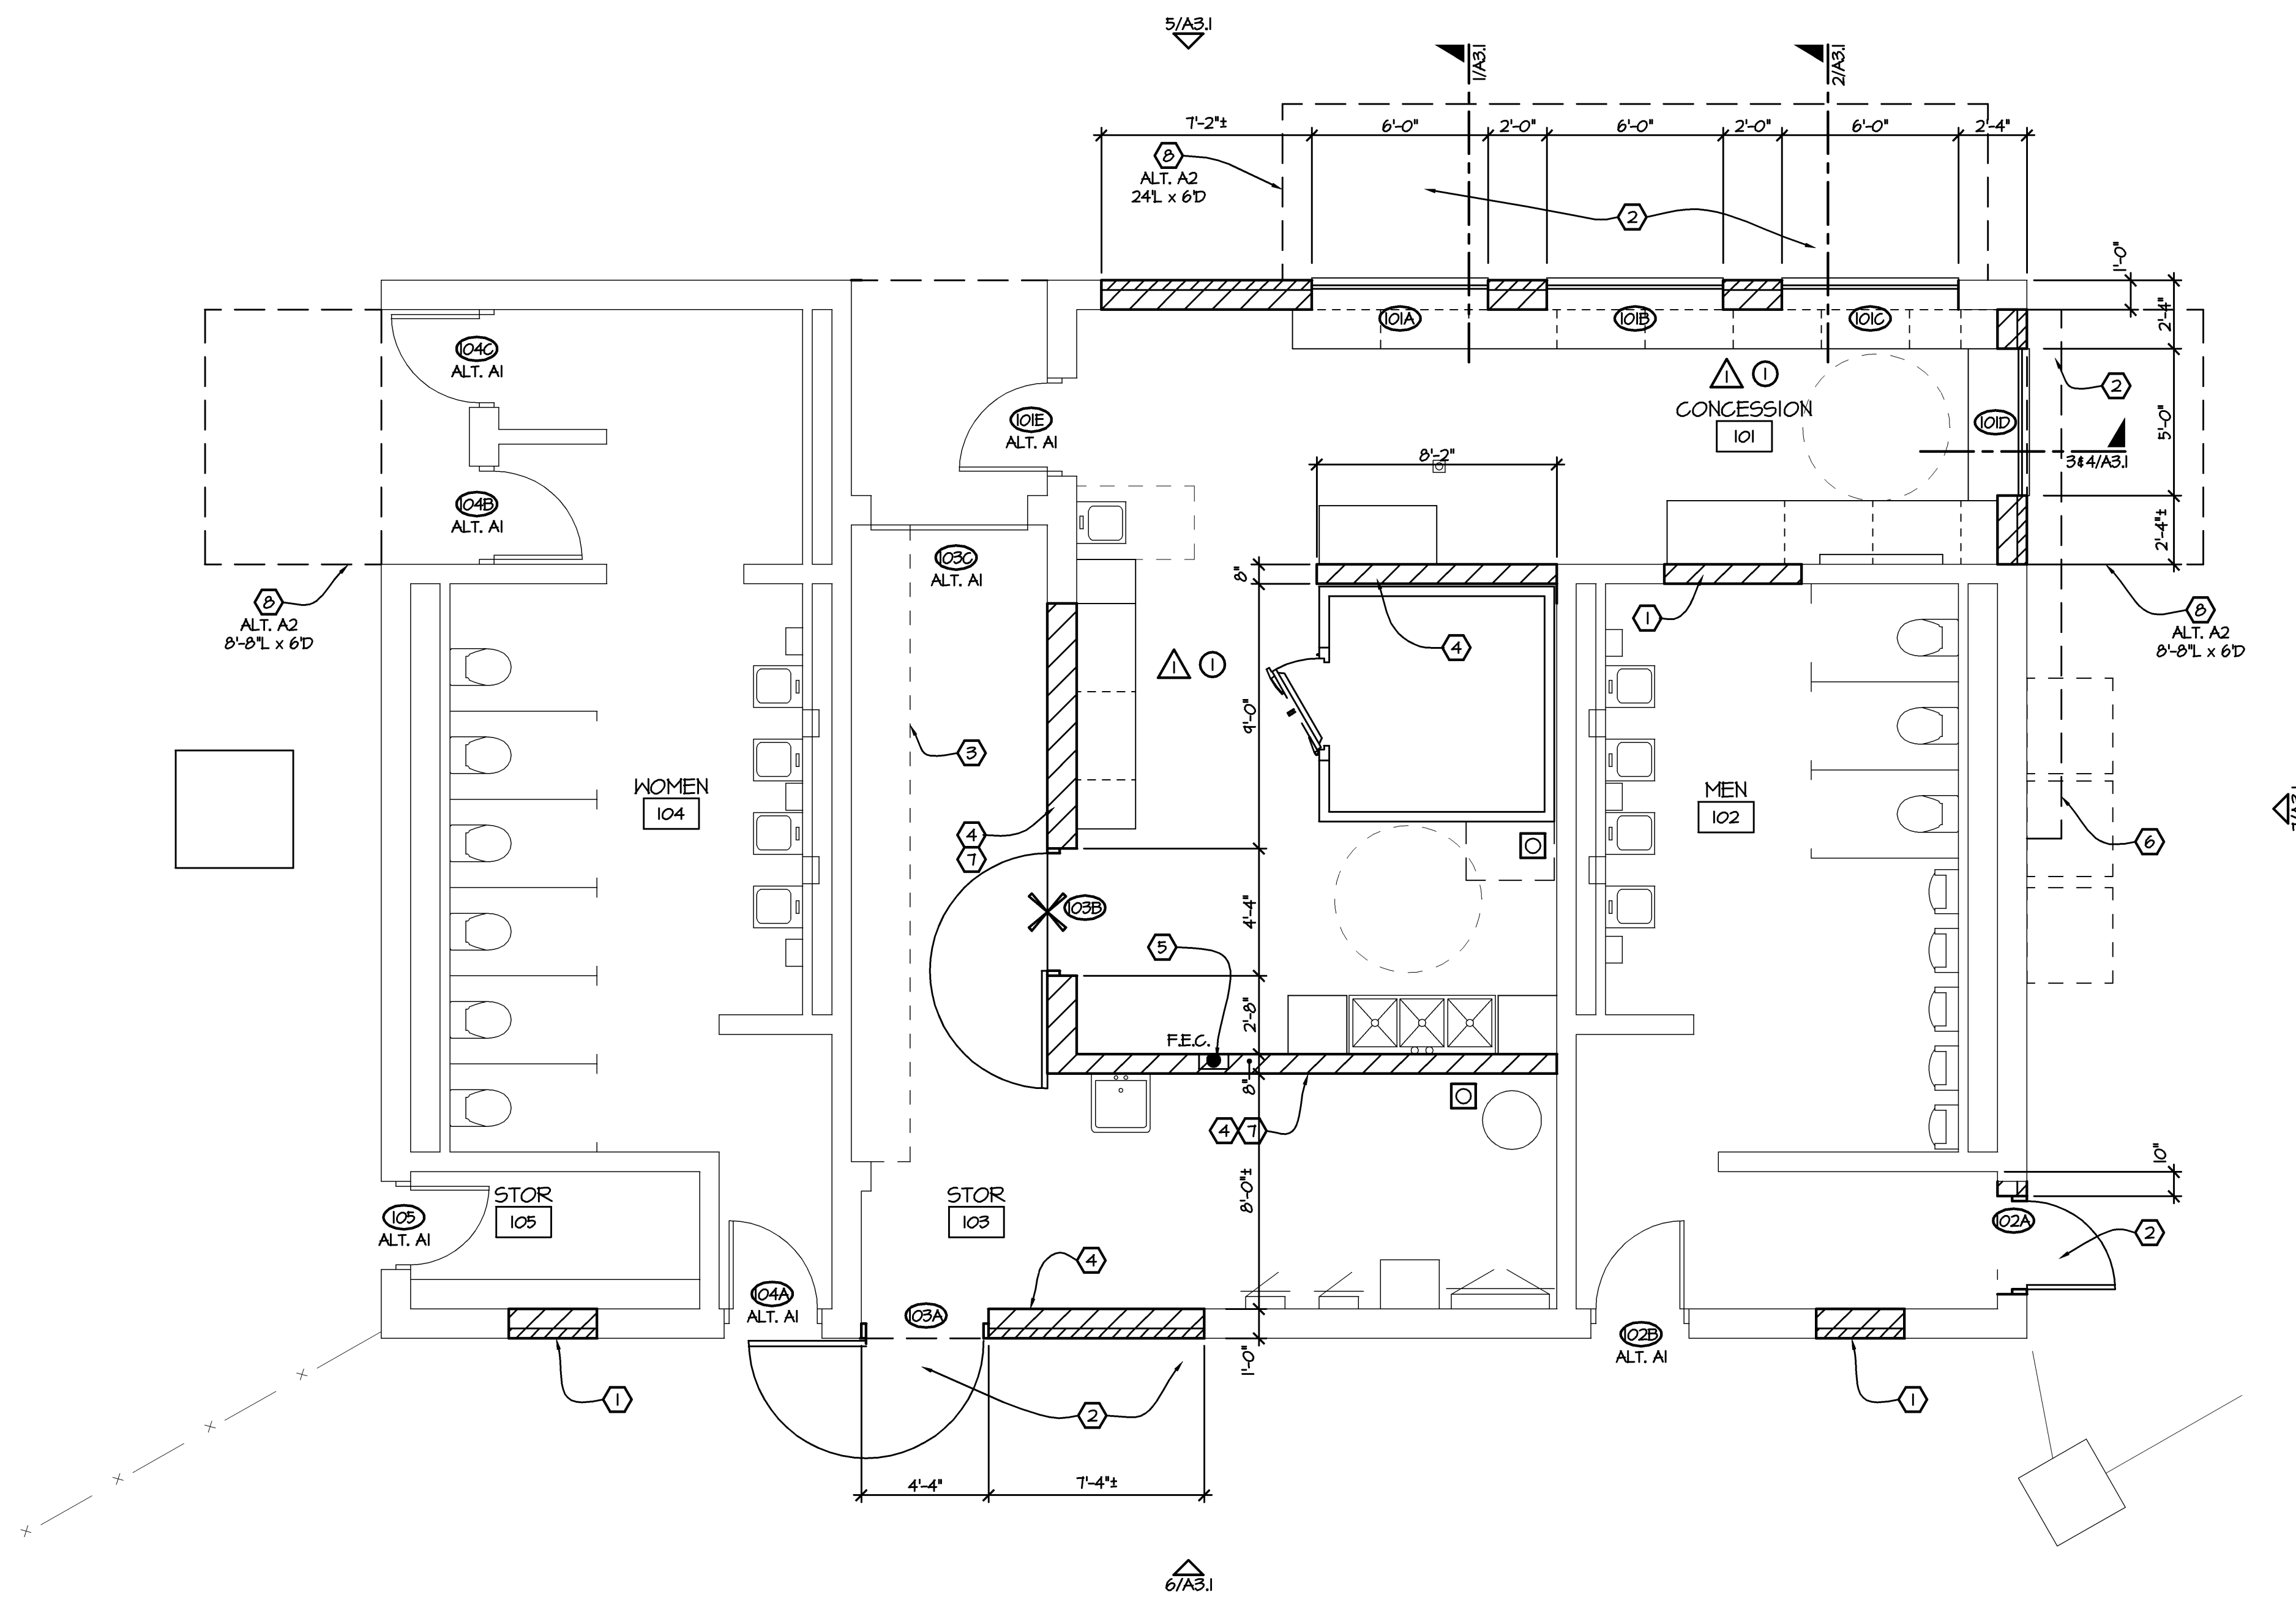 5/A3.1
1/A3.1
2/A3.1
7'-2"±
6'-0"
2'-0"
6'-0"
2'-0"
6'-0"
2'-4"
8
ALT. A2
24'L x 6'D
2
1'-0"
2'-4"
101A
101B
101C
104C
ALT. A1
1
1
2
CONCESSION
101
101E
ALT. A1
101D
5'-0"
3&4/A3.1
8'-2"
104B
ALT. A1
103C
ALT. A1
2'-4"±
8"
8
ALT. A2
8'-8"L x 6'D
1
8
ALT. A2
8'-8"L x 6'D
4
1
1
9'-0"
3
WOMEN
104
MEN
102
7/A3.1
4
7
6
103B
4'-4"
5
2'-8"
F.E.C.
8"
4
7
10"
8'-0"±
STOR
105
STOR
103
105
ALT. A1
102A
2
4
104A
ALT. A1
103A
102B
ALT. A1
1'-0"
1
2
1
4'-4"
7'-4"±
6/A3.1